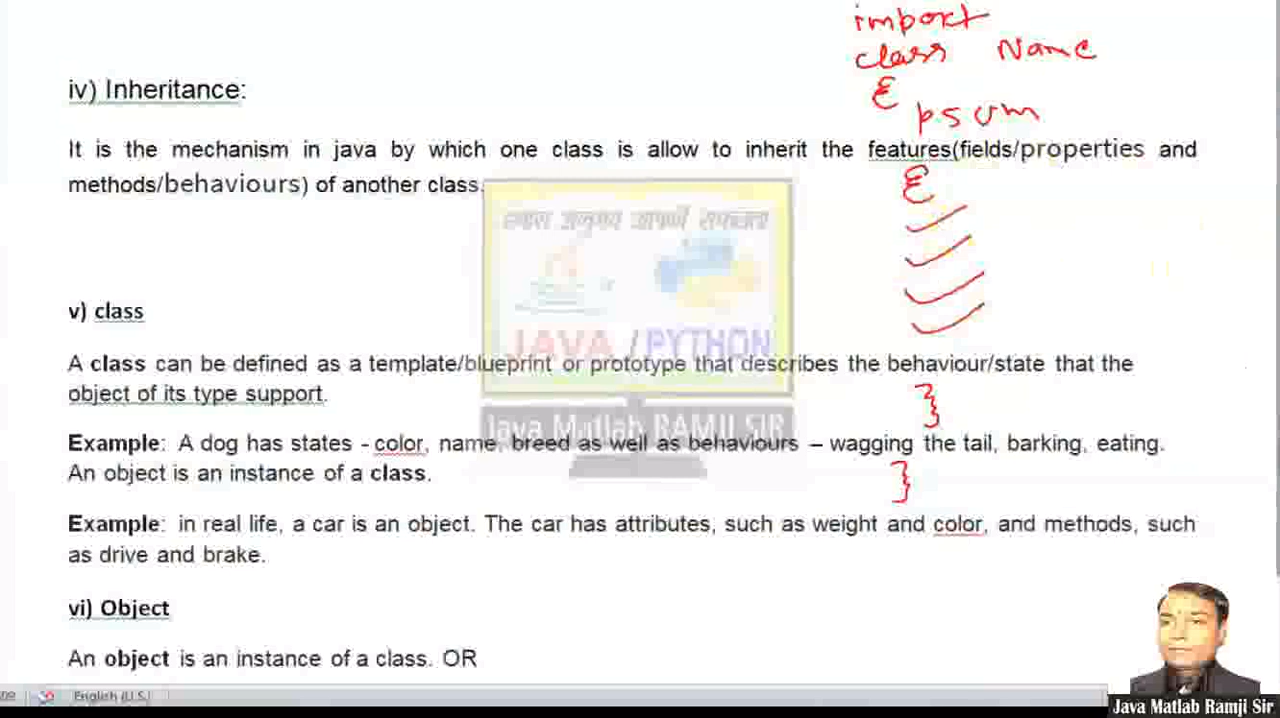 import
class Name
{
psvm
iv) Inheritance:
It is the mechanism in java by which one class is allow to inherit the features(fields/properties and
methods/behaviours) of another class.
{
JAVA / PYTHON
v) class
A class can be defined as a template/blueprint or prototype that describes the behaviour/state that the
object of its type support.
}
Java Matlab RAMJI SIR
Example: A dog has states - color, name, breed as well as behaviours – wagging the tail, barking, eating.
An object is an instance of a class.
}
Example: in real life, a car is an object. The car has attributes, such as weight and color, and methods, such
as drive and brake.
vi) Object
An object is an instance of a class. OR
English (U.S.)
Java Matlab Ramji Sir